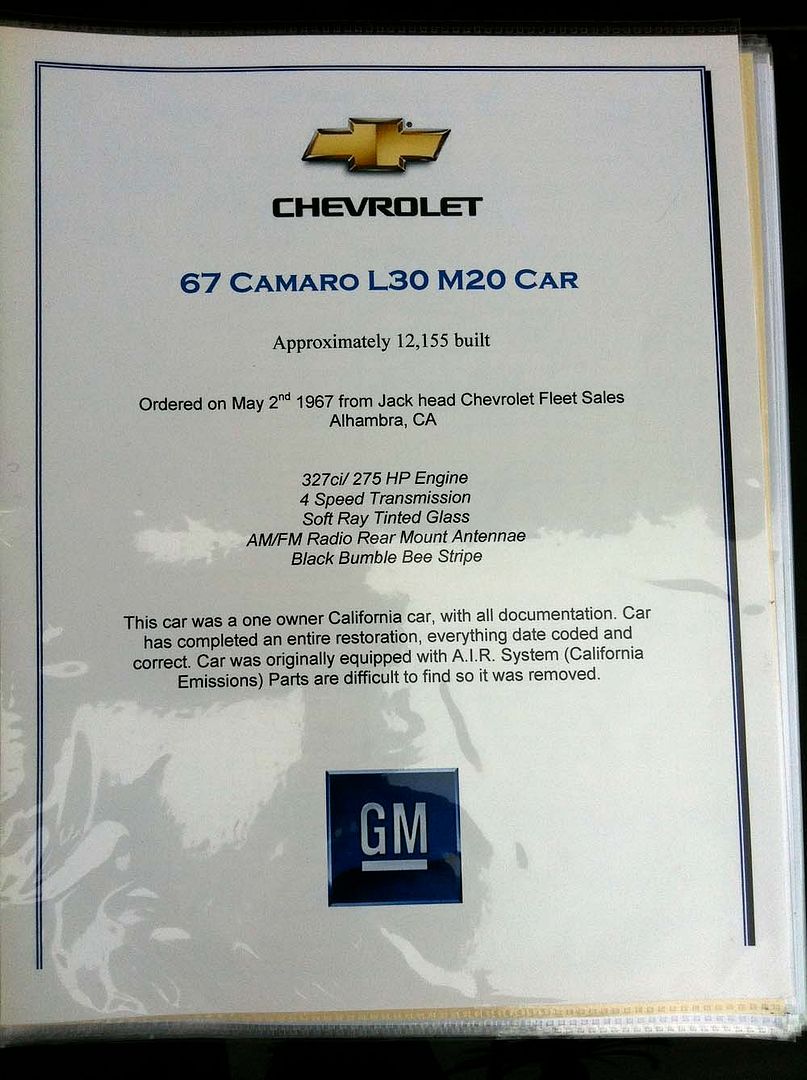 CHEVROLET
67 CAMARO L30 M20 CAR
Approximately 12,155 built
Ordered on May 2nd 1967 from Jack head Chevrolet Fleet Sales
Alhambra, CA
327ci/ 275 HP Engine
4 Speed Transmission
Soft Ray Tinted Glass
AM/FM Radio Rear Mount Antennae
Black Bumble Bee Stripe
This car was a one owner California car, with all documentation. Car
has completed an entire restoration, everything date coded and
correct. Car was originally equipped with A.I.R. System (California
Emissions) Parts are difficult to find so it was removed.
GM